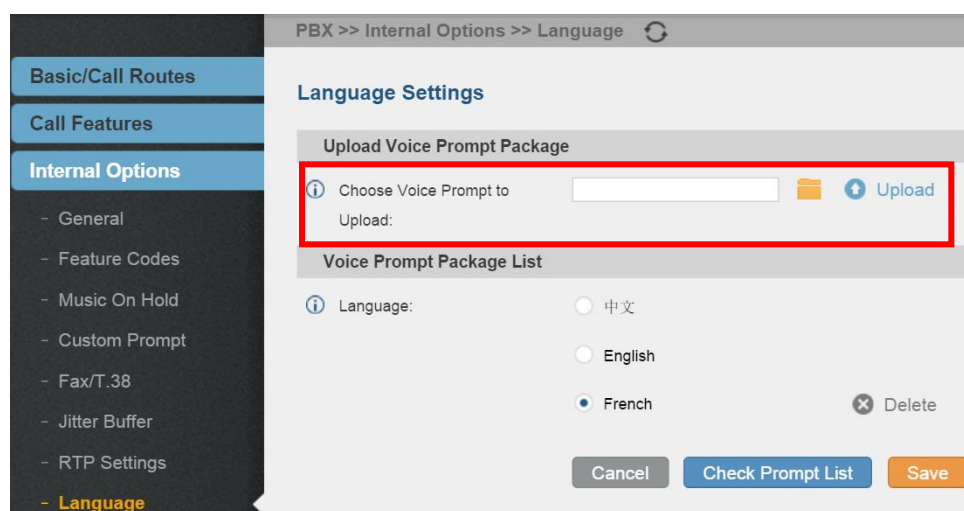 PBX >> Internal Options >> Language
Basic/Call Routes
Call Features
Internal Options
- General
- Feature Codes
- Music On Hold
- Custom Prompt
- Fax/T.38
- Jitter Buffer
- RTP Settings
- Language
Language Settings
Upload Voice Prompt Package
Choose Voice Prompt to
Upload:
Upload
Voice Prompt Package List
Language:
中文
English
French
Delete
Cancel
Check Prompt List
Save